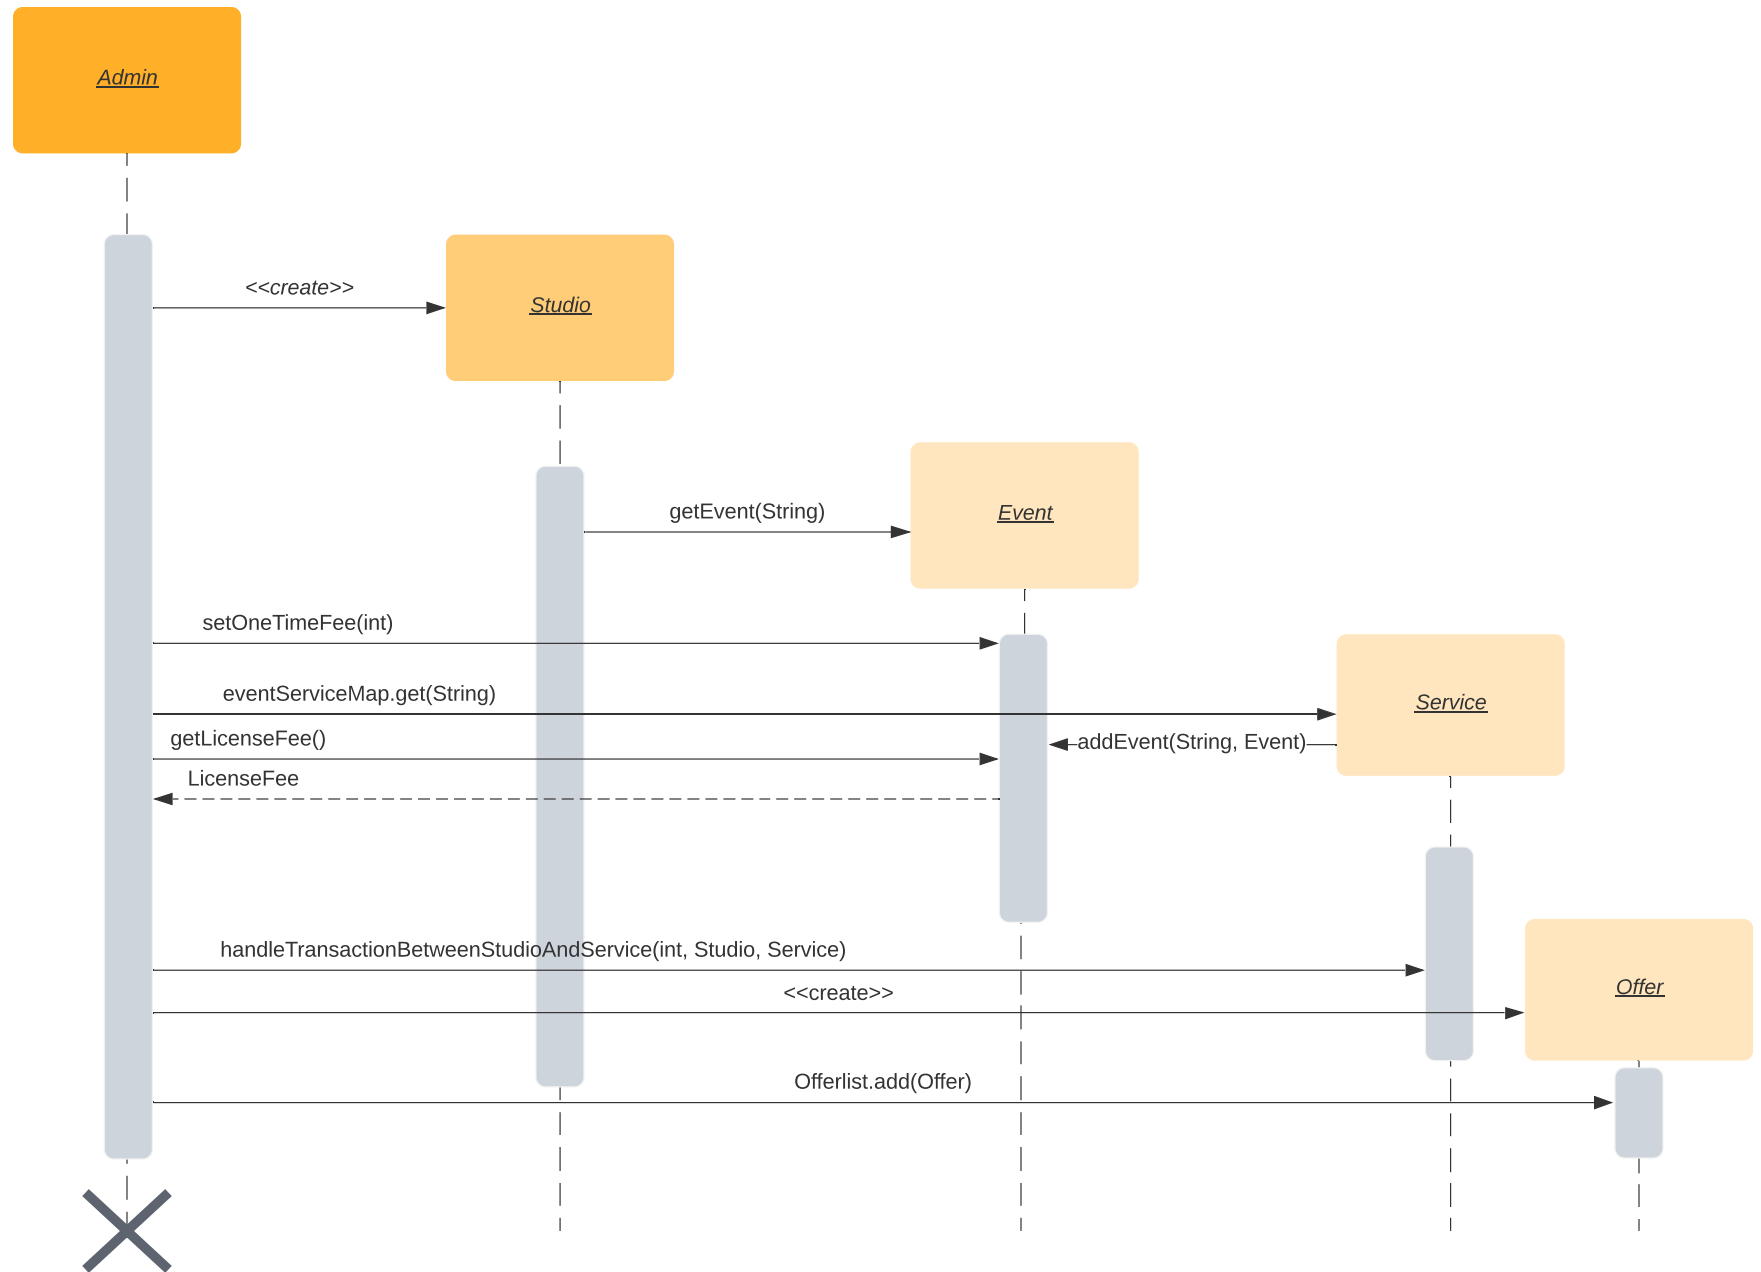 Admin
<<create>>
Studio
getEvent(String)
Event
setOneTimeFee(int)
eventServiceMap.get(String)
Service
getLicenseFee()
addEvent(String, Event)
LicenseFee
handleTransactionBetweenStudioAndService(int, Studio, Service)
<<create>>
Offer
Offerlist.add(Offer)